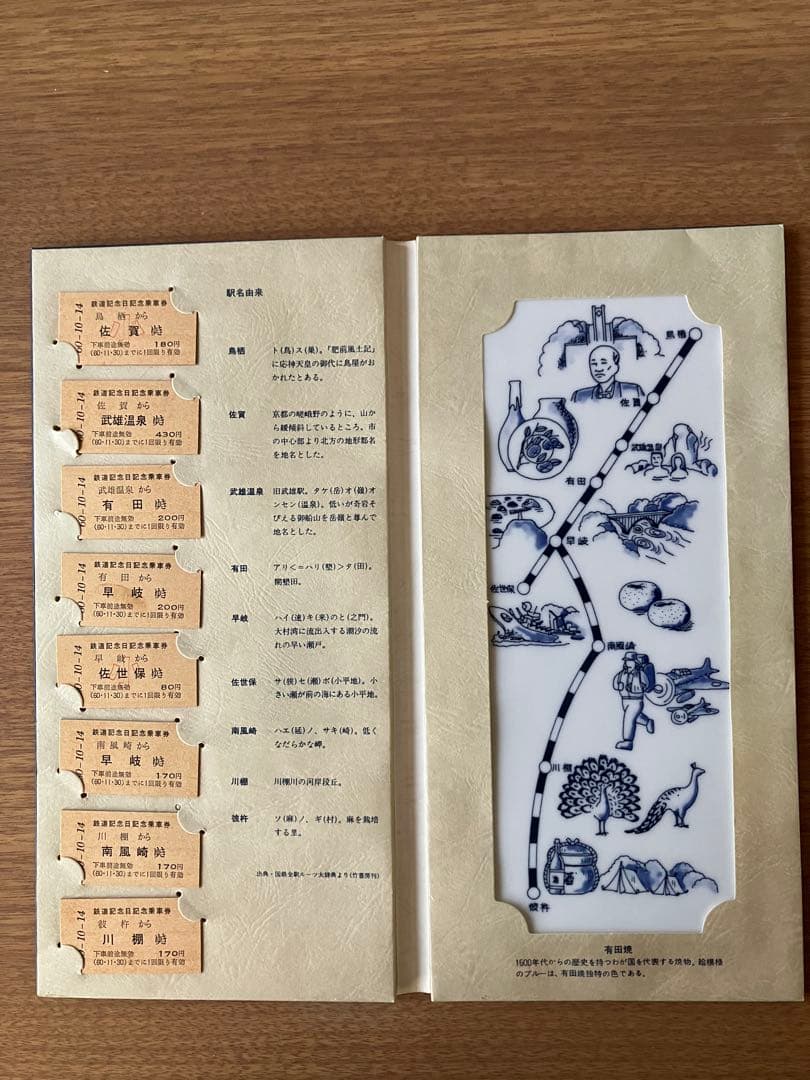 鉄道記念日記念乗車券
鳥栖から
佐賀ゆき
下車前途無効 180円
(60・11・30)までに1回限り有効
60-10-14
鉄道記念日記念乗車券
佐賀から
武雄温泉ゆき
下車前途無効 430円
(60・11・30)までに1回限り有効
0-10-14
鉄道記念日記念乗車券
武雄温泉から
有田ゆき
下車前途無効 200円
(60・11・30)までに1回限り有効
0-10-14
鉄道記念日記念乗車券
有田から
早岐ゆき
下車前途無効 200円
(60・11・30)までに1回限り有効
0-10-14
鉄道記念日記念乗車券
早岐から
佐世保ゆき
下車前途無効 80円
(60・11・30)までに1回限り有効
0-10-14
鉄道記念日記念乗車券
南風崎から
早岐ゆき
下車前途無効 170円
(60・11・30)までに1回限り有効
0-10-14
鉄道記念日記念乗車券
川棚から
南風崎ゆき
下車前途無効 170円
(60・11・30)までに1回限り有効
0-10-14
鉄道記念日記念乗車券
彼杵から
川棚ゆき
下車前途無効 170円
(60・11・30)までに1回限り有効
0-10-14
駅名由来
鳥栖 ト(鳥)ス(巣)。「肥前風土記」
に応神天皇の御代に鳥屋がお
かれたとある。
佐賀 京都の嵯峨野のように、山か
ら緩傾斜しているところ。市
の中心部より北方の地形郡名
を地名とした。
武雄温泉 旧武雄駅。タケ(岳)オ(嶺)オ
ンセン(温泉)。低いが奇岩そ
びえる御船山を岳嶺と尊んで
地名とした。
有田 アリ<=ハリ(墾)>タ(田)。
開墾田。
早岐 ハイ(速)キ(来)のと(之門)。
大村湾に流出入する潮汐の流
れの早い瀬戸。
佐世保 サ(狭)セ(瀬)ボ(小平地)。小
さい瀬が前の海にある小平地。
南風崎 ハエ(延)ノ、サキ(崎)。低く
なだらかな岬。
川棚 川棚川の河岸段丘。
彼杵 ソ(麻)ノ、ギ(村)。麻を栽培
する里。
出典・国鉄全駅ルーツ大辞典より(竹書房刊)
鳥栖
佐賀
武雄温泉
有田
早岐
佐世保
南風崎
川棚
酒
彼杵
有田焼
1600年代からの歴史を持つわが国を代表する焼物。絵模様
のブルーは、有田焼独特の色である。